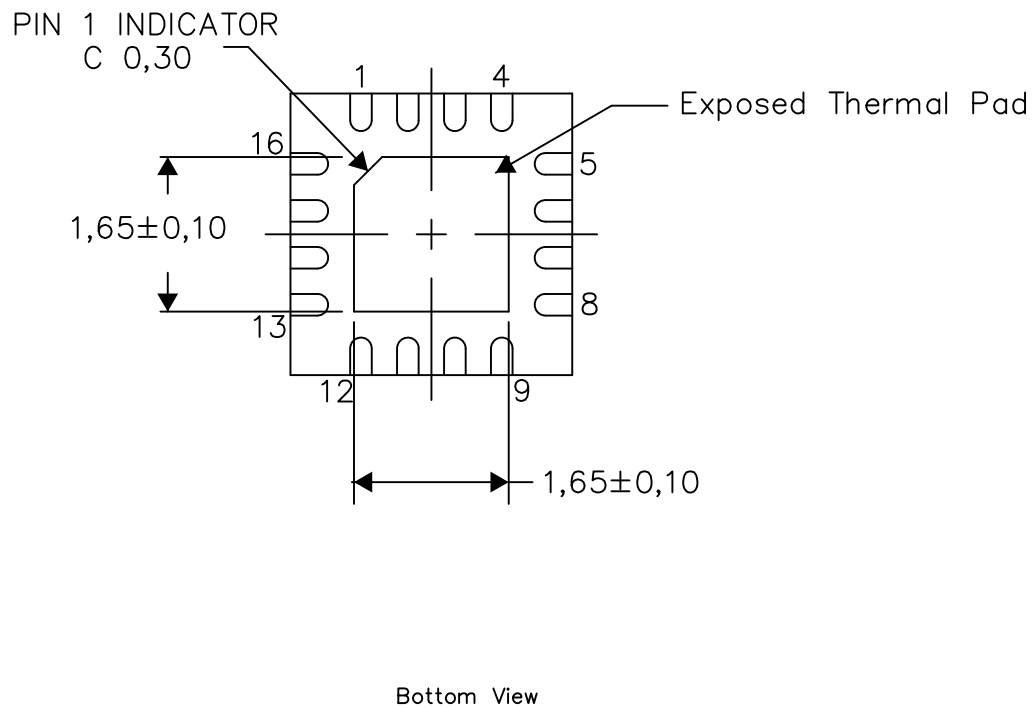 PIN 1 INDICATOR
C 0,30
1
4
Exposed Thermal Pad
16
5
1,65±0,10
13
8
12
9
1,65±0,10
Bottom View